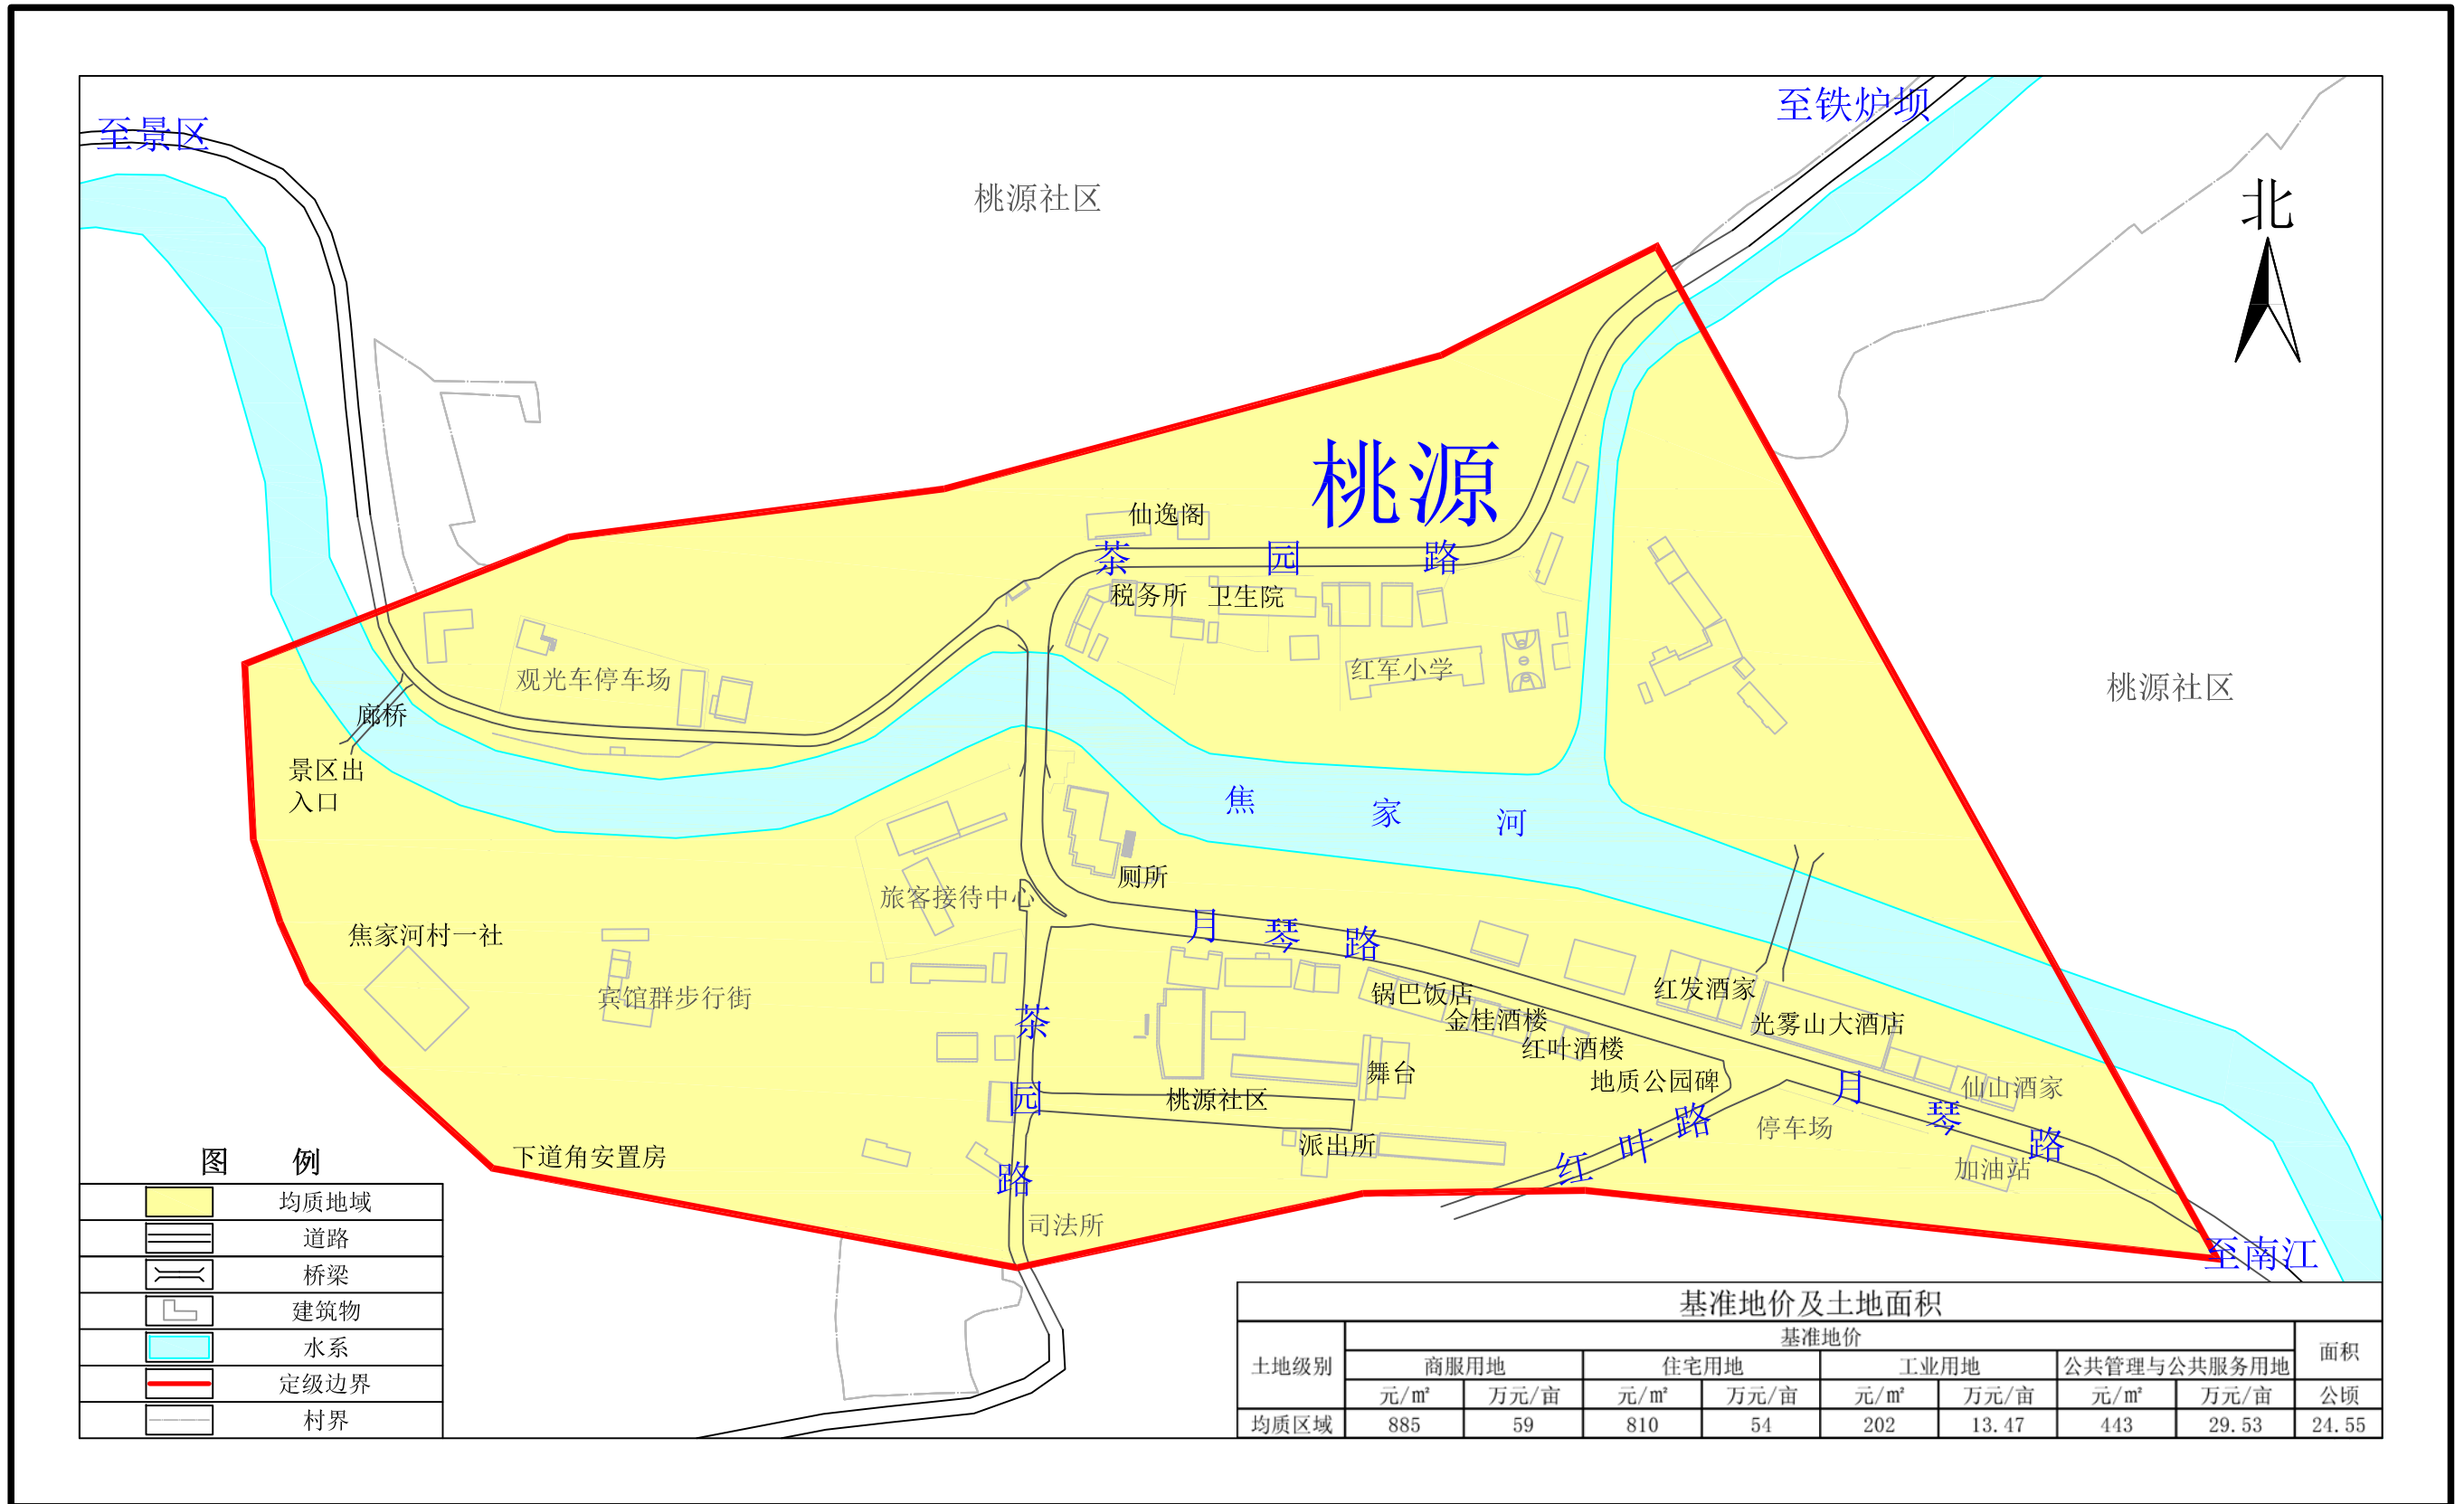 至景区
至铁炉坝
桃源社区
北
桃源
仙逸阁
茶园路
税务所
卫生院
观光车停车场
红军小学
桃源社区
廊桥
景区出
入口
焦家河
厕所
旅客接待中心
月琴路
焦家河村一社
宾馆群步行街
锅巴饭店
红发酒家
金桂酒楼
光雾山大酒店
茶园路
红叶酒楼
舞台
地质公园碑
月琴路
仙山酒家
桃源社区
红叶路
停车场
派出所
下道角安置房
加油站
司法所
至南江
图例
均质地域
道路
桥梁
建筑物
水系
定级边界
村界
基准地价及土地面积
土地级别 基准地价 面积
商服用地 住宅用地 工业用地 公共管理与公共服务用地
元/㎡ 万元/亩 元/㎡ 万元/亩 元/㎡ 万元/亩 元/㎡ 万元/亩 公顷
均质区域 885 59 810 54 202 13.47 443 29.53 24.55